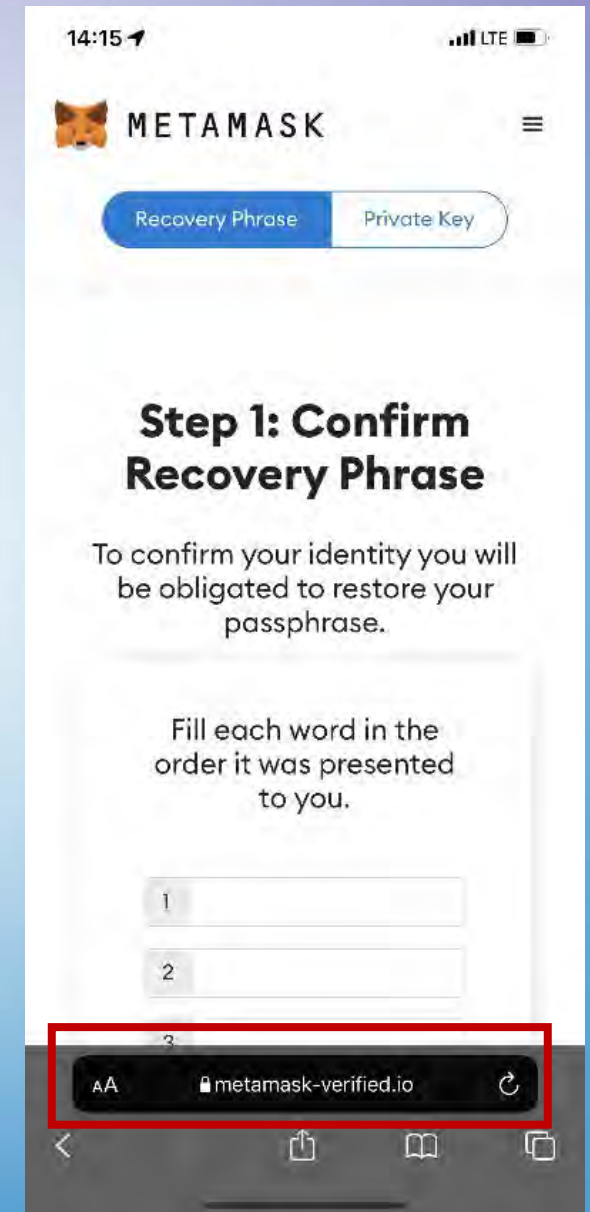 14:15
LTE
METAMASK
Recovery Phrase Private Key
Step 1: Confirm
Recovery Phrase
To confirm your identity you will
be obligated to restore your
passphrase.
Fill each word in the
order it was presented
to you.
1
2
3
AA metamask-verified.io